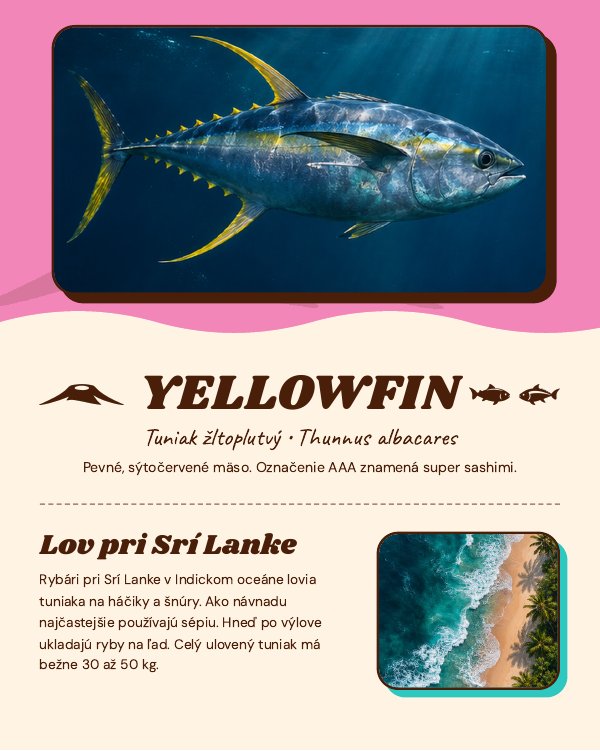 YELLOWFIN
Tuniak žltoplutvý • Thunnus albacares
Pevné, sýtočervené mäso. Označenie AAA znamená super sashimi.
Lov pri Srí Lanke
Rybári pri Srí Lanke v Indickom oceáne lovia
tuniaka na háčiky a šnúry. Ako návnadu
najčastejšie používajú sépiu. Hneď po výlove
ukladajú ryby na ľad. Celý ulovený tuniak má
bežne 30 až 50 kg.